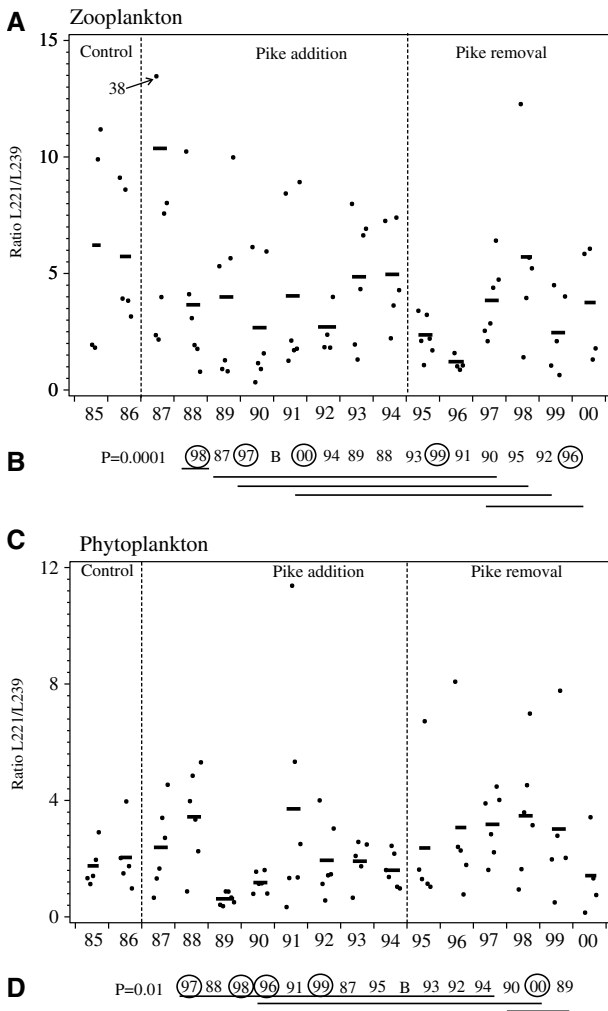 A Zooplankton
15
Control Pike addition Pike removal
38
10
Ratio L221/L239
5
0
85 86 87 88 89 90 91 92 93 94 95 96 97 98 99 00
B P=0.0001 98 87 97 B 00 94 89 88 93 99 91 90 95 92 96
C Phytoplankton
12
Control Pike addition Pike removal
8
Ratio L221/L239
4
0
85 86 87 88 89 90 91 92 93 94 95 96 97 98 99 00
D P=0.01 97 88 98 96 91 99 87 95 B 93 92 94 90 00 89